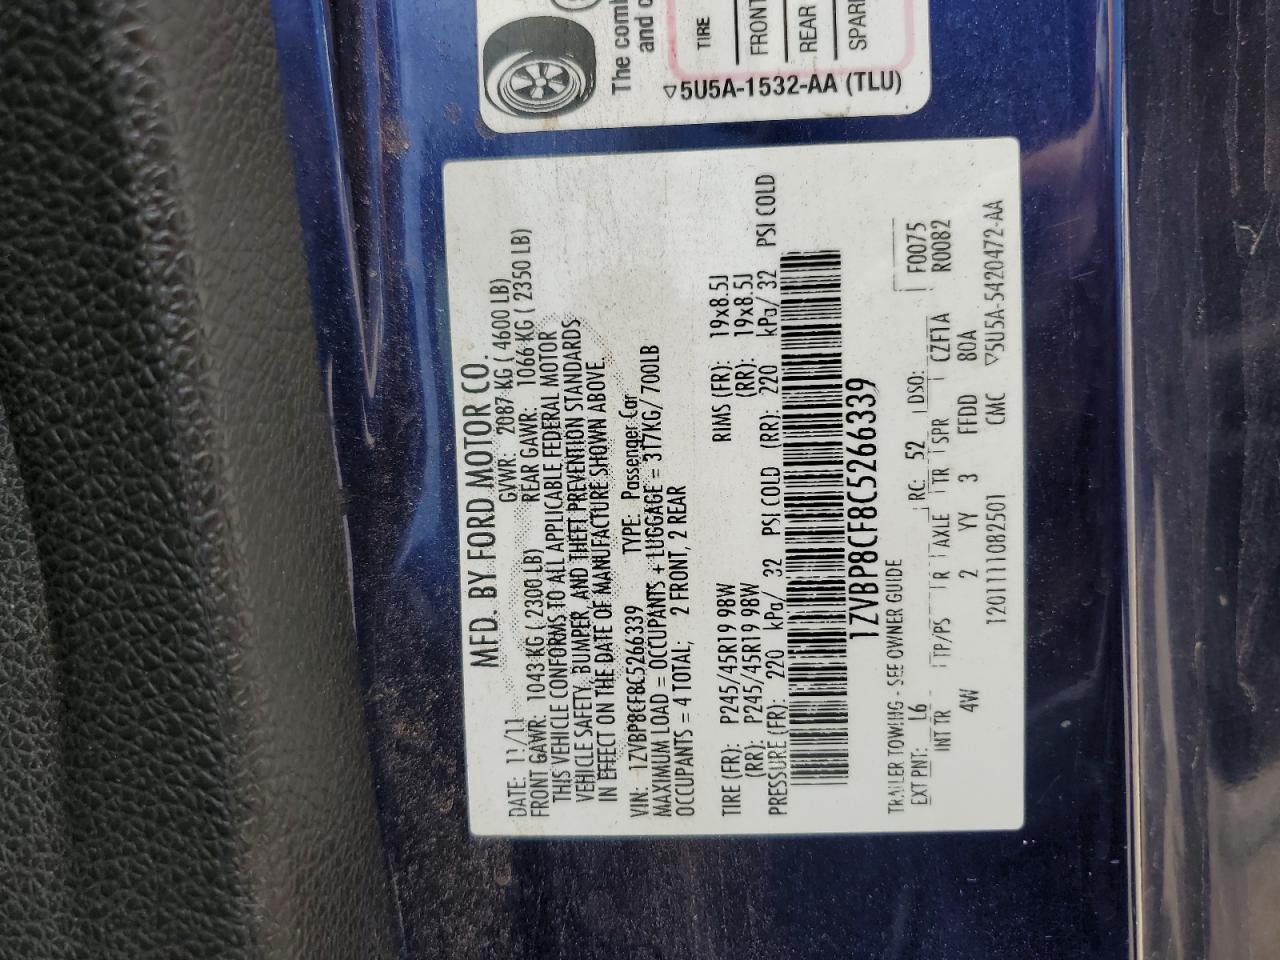 The comb
and c
TIRE
FRONT
REAR
SPARE
▽5U5A-1532-AA (TLU)
MFD. BY FORD MOTOR CO.
DATE: 11/11 GVWR: 2087 KG ( 4600 LB)
FRONT GAWR: 1043 KG ( 2300 LB) REAR GAWR: 1066 KG ( 2350 LB)
THIS VEHICLE CONFORMS TO ALL APPLICABLE FEDERAL MOTOR
VEHICLE SAFETY, BUMPER, AND THEFT PREVENTION STANDARDS
IN EFFECT ON THE DATE OF MANUFACTURE SHOWN ABOVE.
VIN: 1ZVBP8CF8C5266339 TYPE: Passenger Car
MAXIMUM LOAD = OCCUPANTS + LUGGAGE = 317KG/ 700LB
OCCUPANTS = 4 TOTAL; 2 FRONT, 2 REAR
TIRE (FR): P245/45R19 98W RIMS (FR): 19x8.5J
(RR): P245/45R19 98W (RR): 19x8.5J
PRESSURE (FR): 220 kPa/ 32 PSI COLD (RR): 220 kPa/ 32 PSI COLD
1ZVBP8CF8C5266339
TRAILER TOWING - SEE OWNER GUIDE
EXT PNT: L6 RC: 52 DSO: F0075
INT TR TP/PS R AXLE TR SPR CZF1A R0082
4W 2 YY 3 FFDD 80A
1201111082501 CMC ▽5U5A-5420472-AA